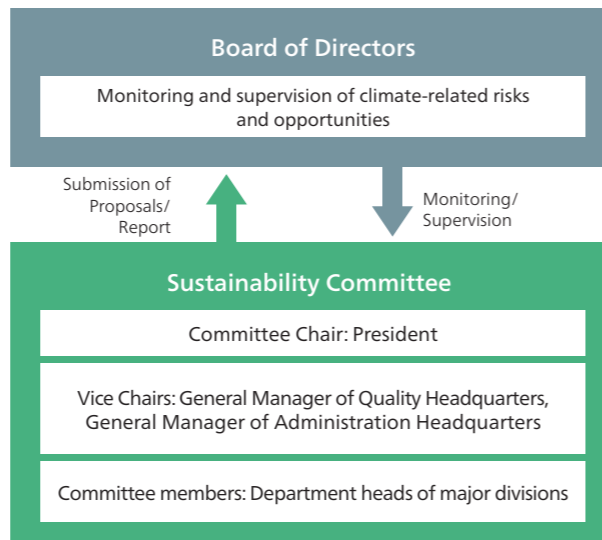 Board of Directors
Monitoring and supervision of climate-related risks
and opportunities
Submission of
Proposals/
Report
Monitoring/
Supervision
Sustainability Committee
Committee Chair: President
Vice Chairs: General Manager of Quality Headquarters,
General Manager of Administration Headquarters
Committee members: Department heads of major divisions